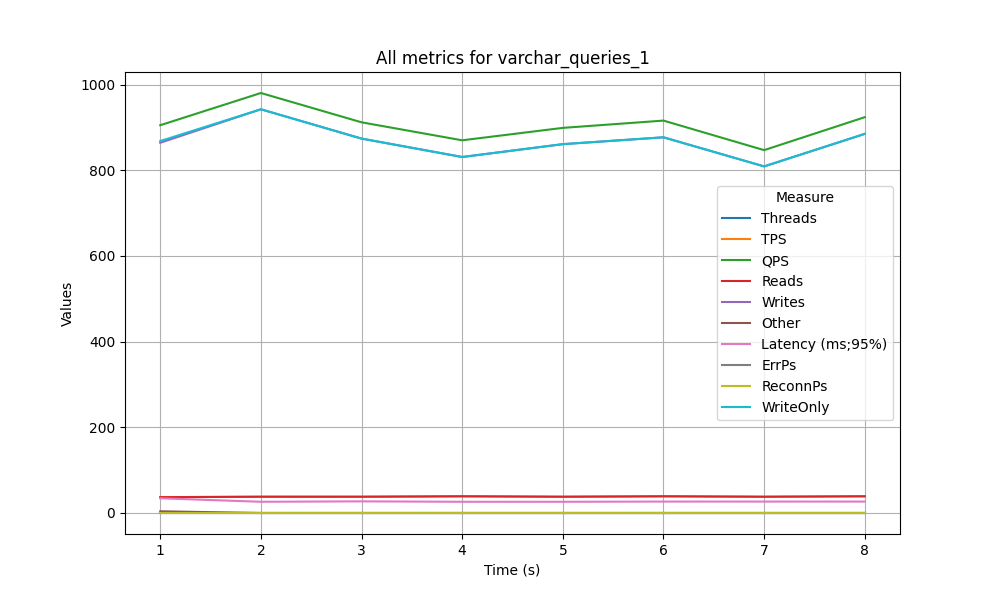 All metrics for varchar_queries_1
Values
1000
800
600
400
200
0
Measure
Threads
TPS
QPS
Reads
Writes
Other
Latency (ms;95%)
ErrPs
ReconnPs
WriteOnly
1 2 3 4 5 6 7 8
Time (s)